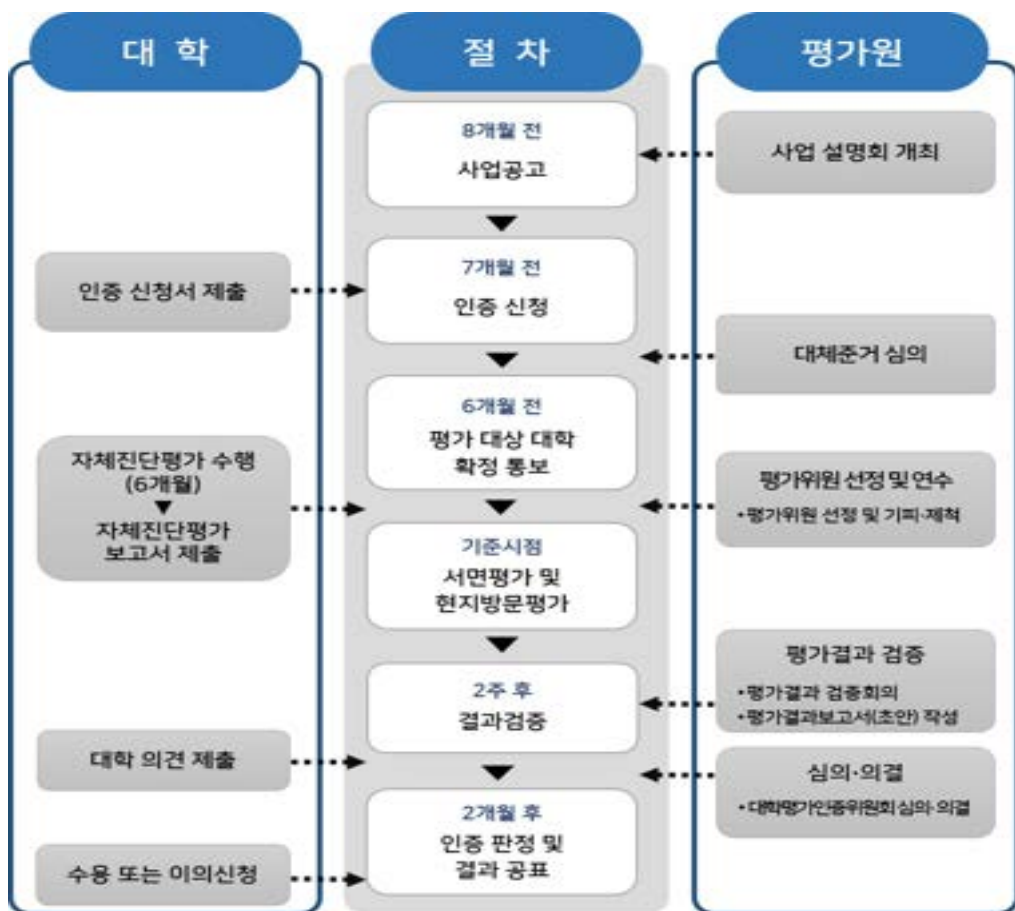 대 학
절 차
평가원
8개월 전
사업공고
사업 설명회 개최
7개월 전
인증 신청
인증 신청서 제출
대체준거 심의
6개월 전
평가 대상 대학
확정 통보
자체진단평가 수행
(6개월)
▼
자체진단평가
보고서 제출
평가위원 선정 및 연수
•평가위원 선정 및 기피·제척
기준시점
서면평가 및
현지방문평가
평가결과 검증
•평가결과 검증회의
•평가결과보고서(초안) 작성
2주 후
결과검증
대학 의견 제출
심의·의결
•대학평가인증위원회 심의·의결
2개월 후
인증 판정 및
결과 공표
수용 또는 이의신청